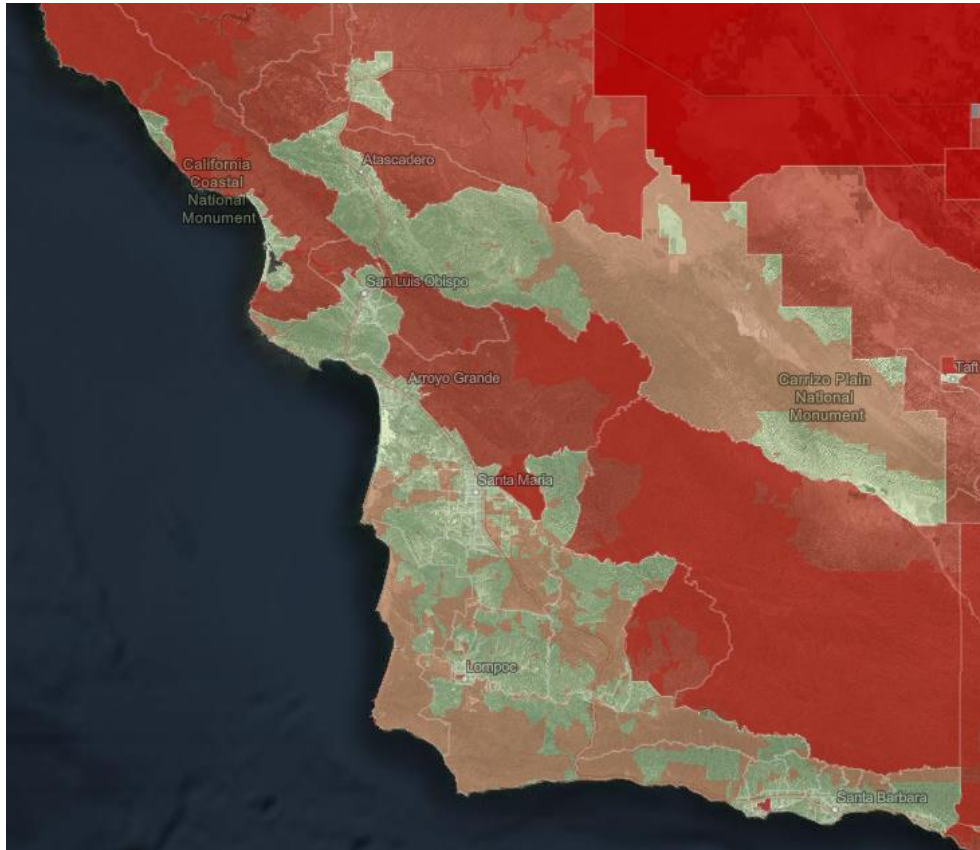 Atascadero
California
Coastal
National
Monument
San Luis Obispo
Arroyo Grande
Taft
Carrizo Plain
National
Monument
Santa Maria
Lompoc
Santa Barbara